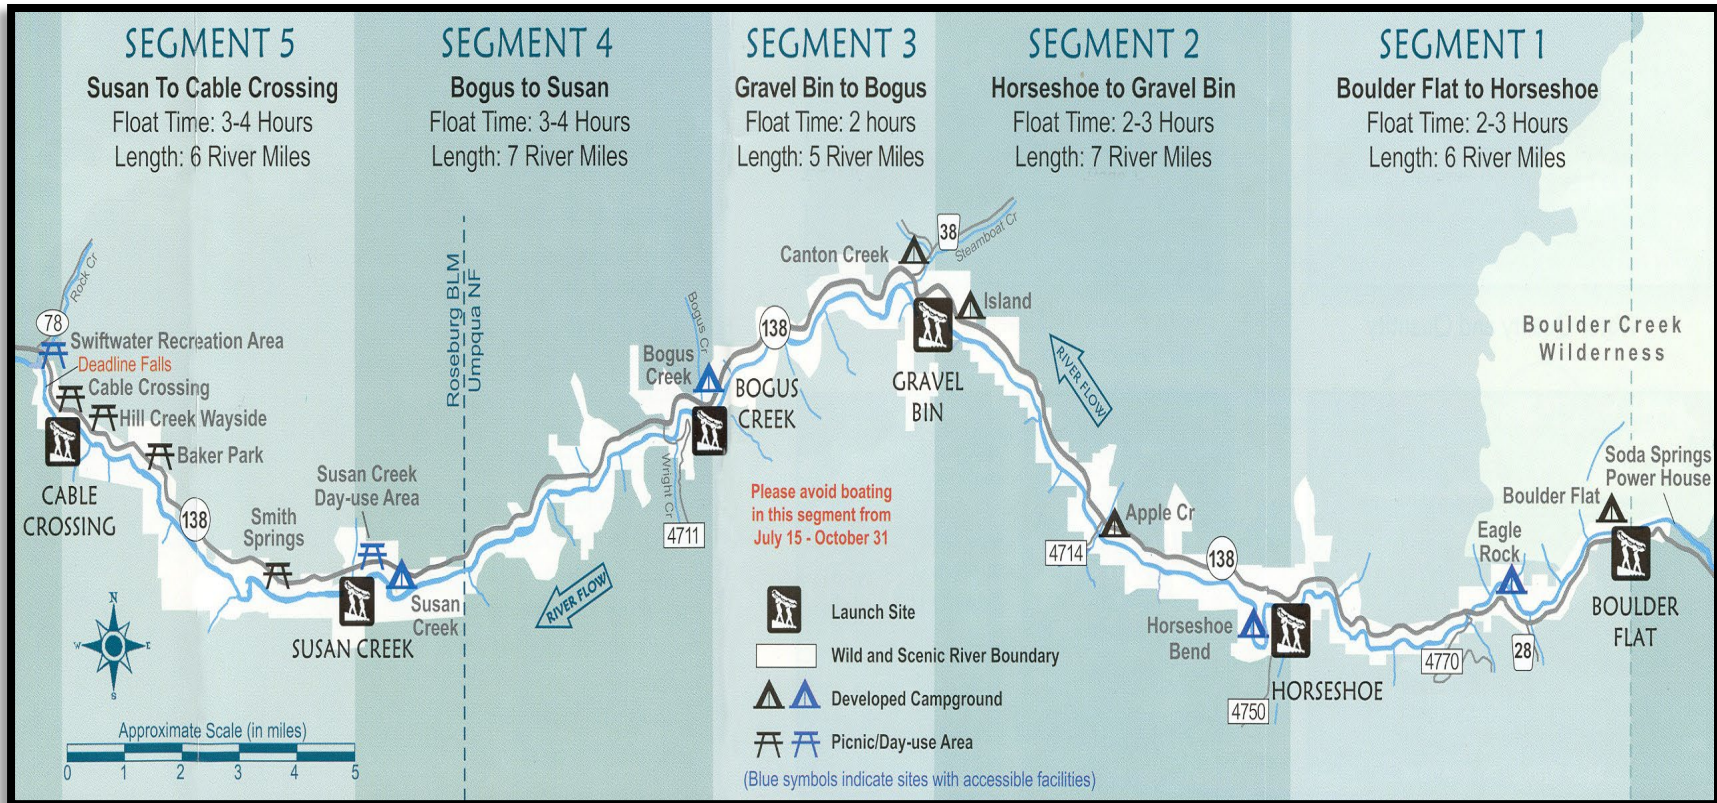 SEGMENT 5
Susan To Cable Crossing
Float Time: 3-4 Hours
Length: 6 River Miles
SEGMENT 4
Bogus to Susan
Float Time: 3-4 Hours
Length: 7 River Miles
SEGMENT 3
Gravel Bin to Bogus
Float Time: 2 hours
Length: 5 River Miles
SEGMENT 2
Horseshoe to Gravel Bin
Float Time: 2-3 Hours
Length: 7 River Miles
SEGMENT 1
Boulder Flat to Horseshoe
Float Time: 2-3 Hours
Length: 6 River Miles
Rock Cr
78
Swiftwater Recreation Area
Deadline Falls
Cable Crossing
Hill Creek Wayside
Baker Park
CABLE
CROSSING
138
Smith
Springs
Susan Creek
Day-use Area
SUSAN CREEK
Susan
Creek
Roseburg BLM
Umpqua NF
Bogus Cr
Bogus
Creek
BOGUS
CREEK
Wright Cr
4711
RIVER FLOW
138
Canton Creek
38
Steamboat Cr
Island
GRAVEL
BIN
RIVER FLOW
Please avoid boating
in this segment from
July 15 - October 31
Apple Cr
4714
138
Horseshoe
Bend
HORSESHOE
4750
4770
28
Eagle
Rock
Boulder Flat
BOULDER
FLAT
Soda Springs
Power House
Boulder Creek
Wilderness
N
W
E
S
Approximate Scale (in miles)
0 1 2 3 4 5
Launch Site
Wild and Scenic River Boundary
Developed Campground
Picnic/Day-use Area
(Blue symbols indicate sites with accessible facilities)